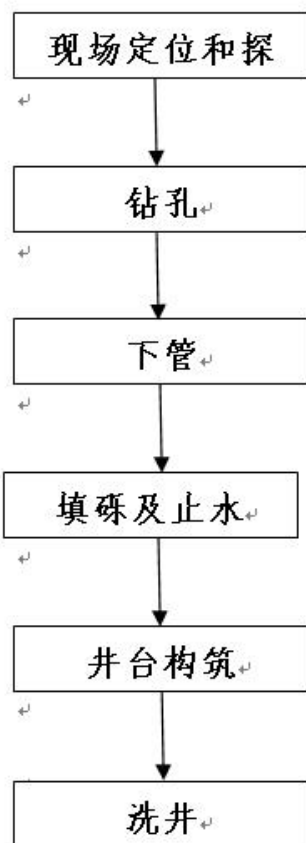 现场定位和探
钻孔
下管
填砾及止水
井台构筑
洗井